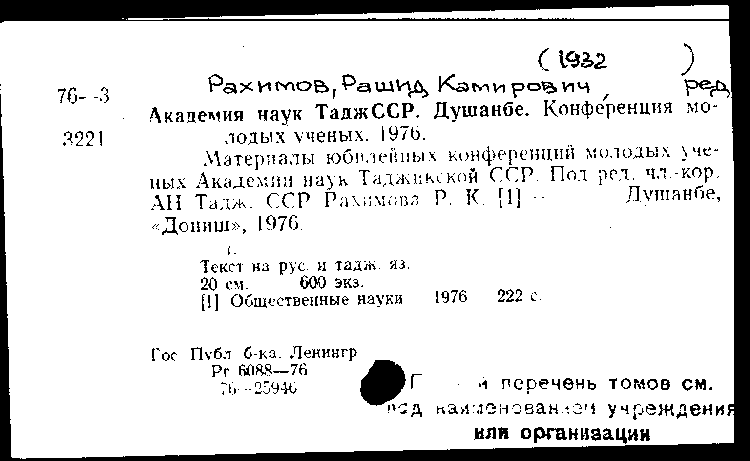 (1932 )
Рахимов, Рашид Камирович, ред.
76--3
Академия наук ТаджССР. Душанбе. Конференция мо-
3221
лодых ученых. 1976.
Материалы юбилейных конференций молодых уче-
ных Академии наук Таджикской ССР. Под ред. чл.-кор.
АН Тадж. ССР Рахимова Р. К. [1] -- Душанбе,
«Дониш», 1976.
Текст на рус. и тадж. яз.
20 см. 600 экз.
[1] Общественные науки 1976 222 с.
Гос Публ б-ка. Ленингр
Рг 6088—76
76--25946
й перечень томов см.
под наименованием учреждения
или организации